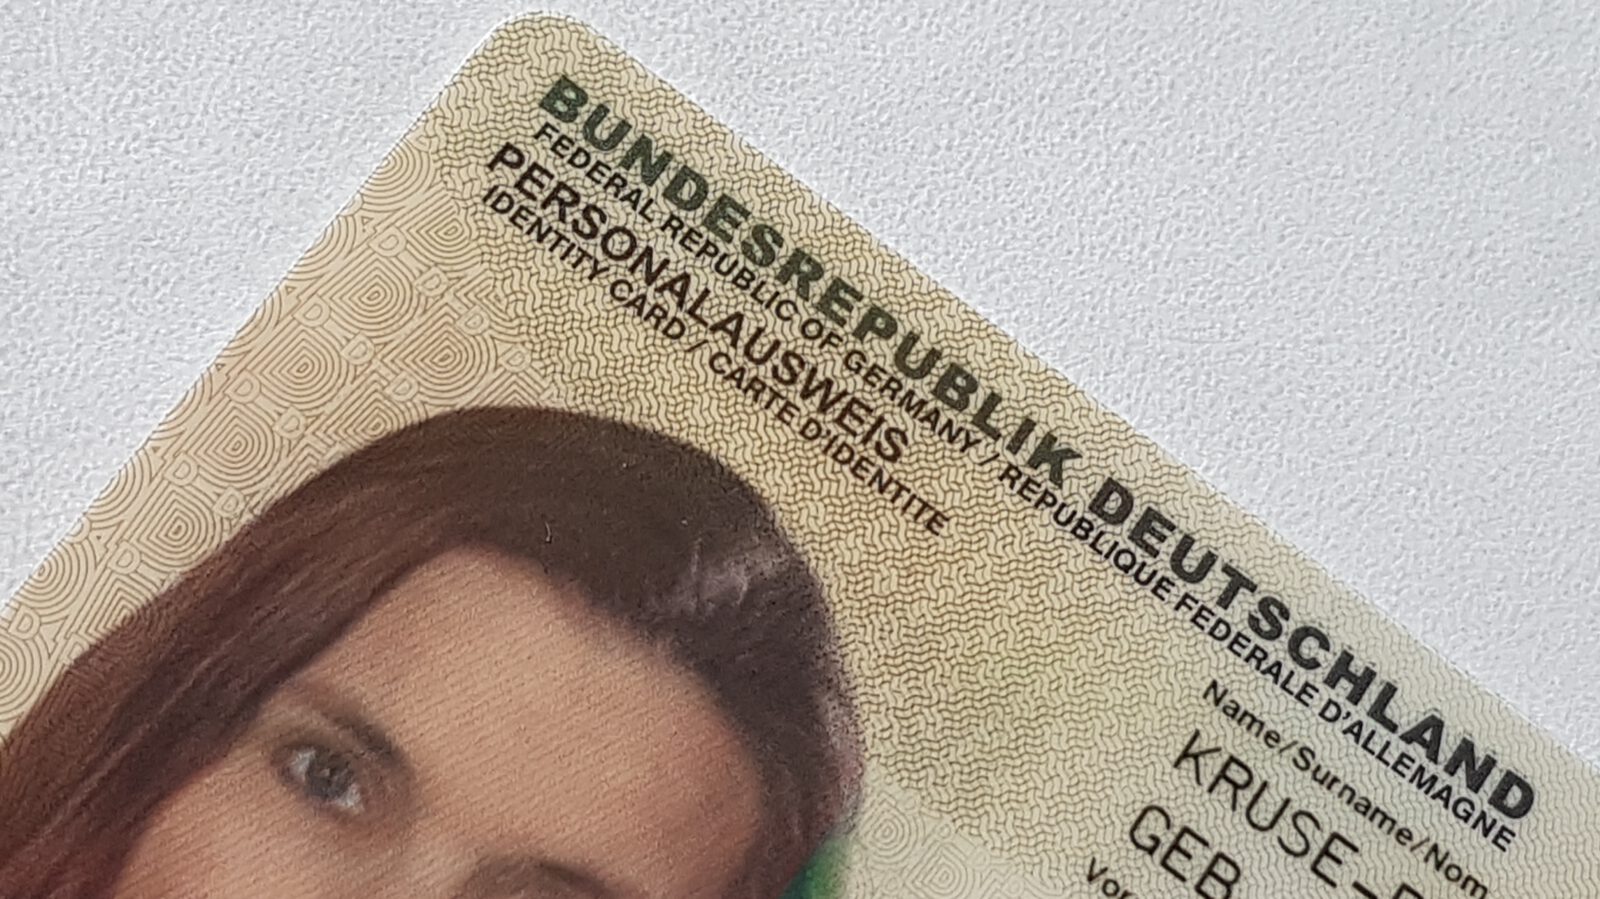 BUNDESREPUBLIK DEUTSCHLAND
FEDERAL REPUBLIC OF GERMANY / REPUBLIQUE FEDERALE D'ALLEMAGNE
PERSONALAUSWEIS
IDENTITY CARD / CARTE D'IDENTITE
Name/Surname/Nom
KRUSE-
GEB